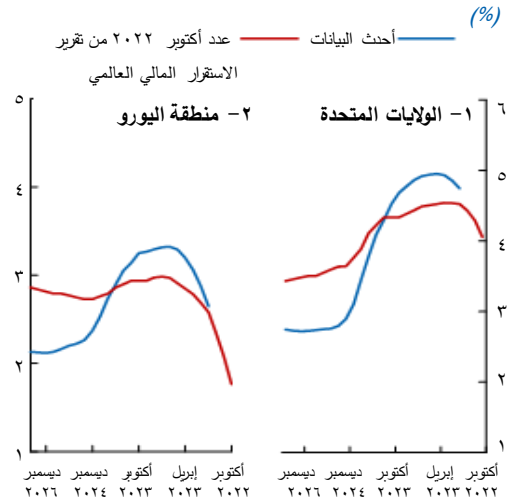 (%)
أحدث البيانات
عدد أكتوبر ٢٠٢٢ من تقرير
الاستقرار المالي العالمي
١- الولايات المتحدة
٦
٥
٤
٣
٢
١
أكتوبر ٢٠٢٢
إبريل ٢٠٢٣
أكتوبر ٢٠٢٣
ديسمبر ٢٠٢٤
ديسمبر ٢٠٢٦
٢- منطقة اليورو
٥
٤
٣
٢
١
أكتوبر ٢٠٢٢
إبريل ٢٠٢٣
أكتوبر ٢٠٢٣
ديسمبر ٢٠٢٤
ديسمبر ٢٠٢٦